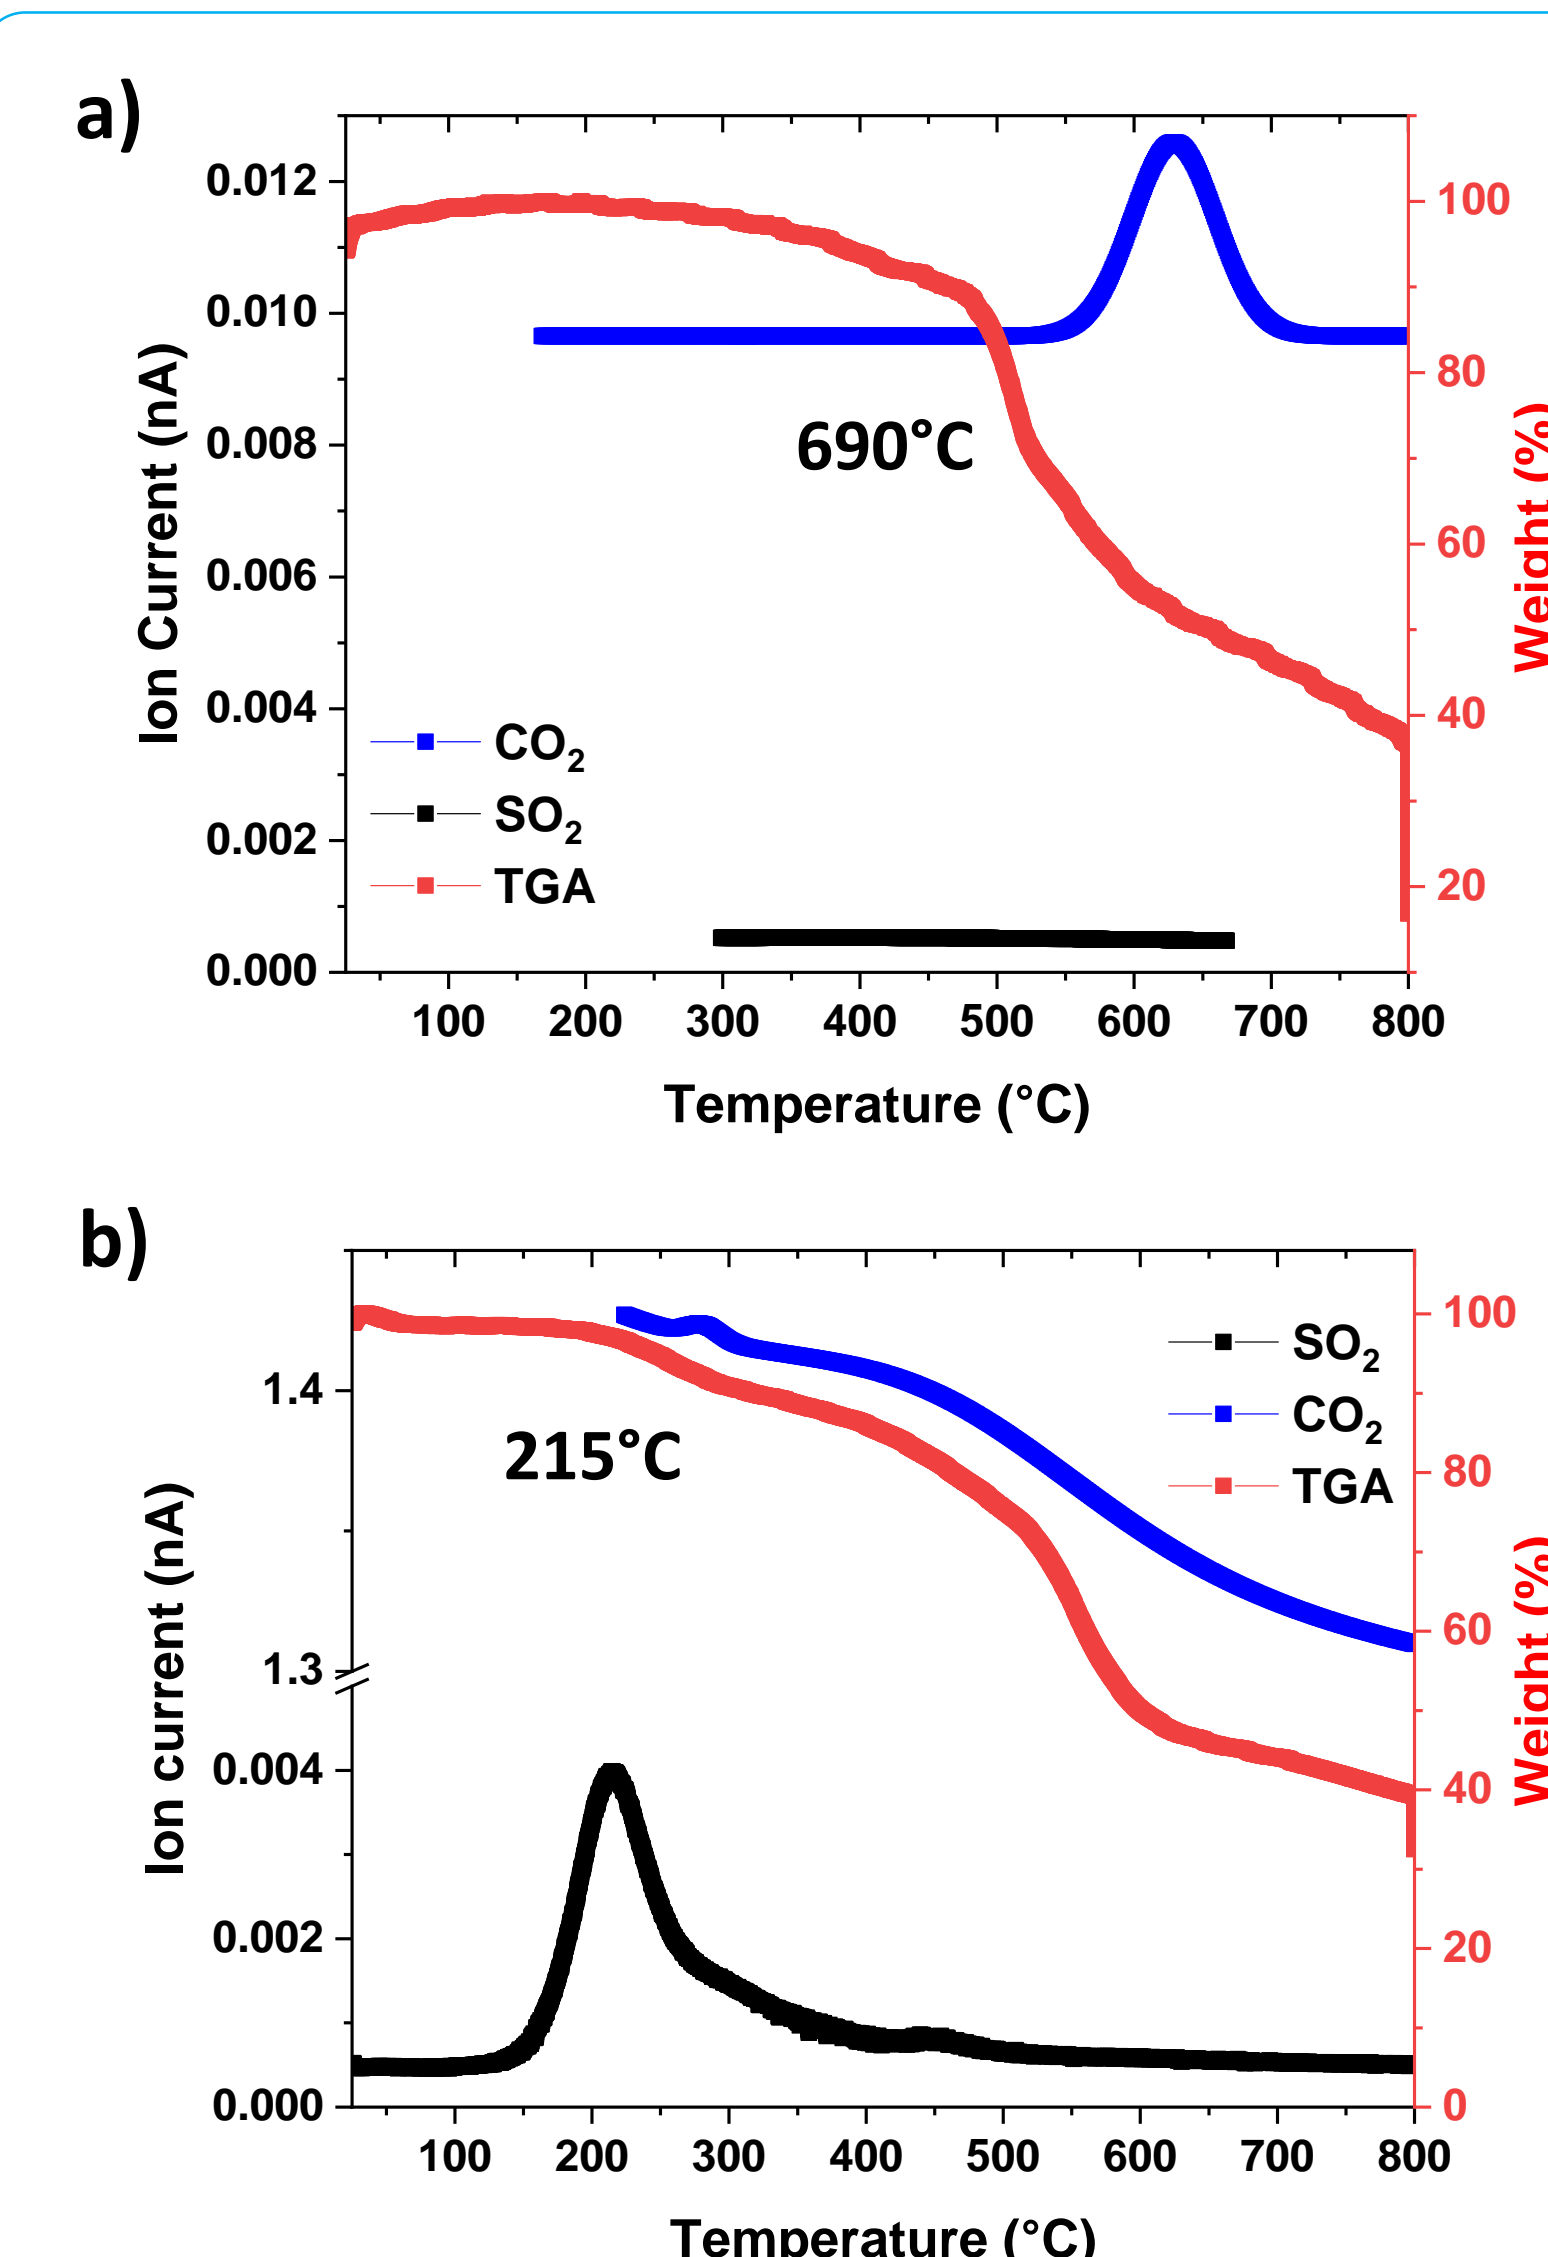 a)
0.012
0.010
0.008
0.006
0.004
0.002
0.000
Ion Current (nA)
100
80
60
40
20
Weight (%)
690°C
CO₂
SO₂
TGA
100 200 300 400 500 600 700 800
Temperature (°C)
b)
1.4
1.3
0.004
0.002
0.000
Ion current (nA)
100
80
60
40
20
0
Weight (%)
215°C
SO₂
CO₂
TGA
100 200 300 400 500 600 700 800
Temperature (°C)